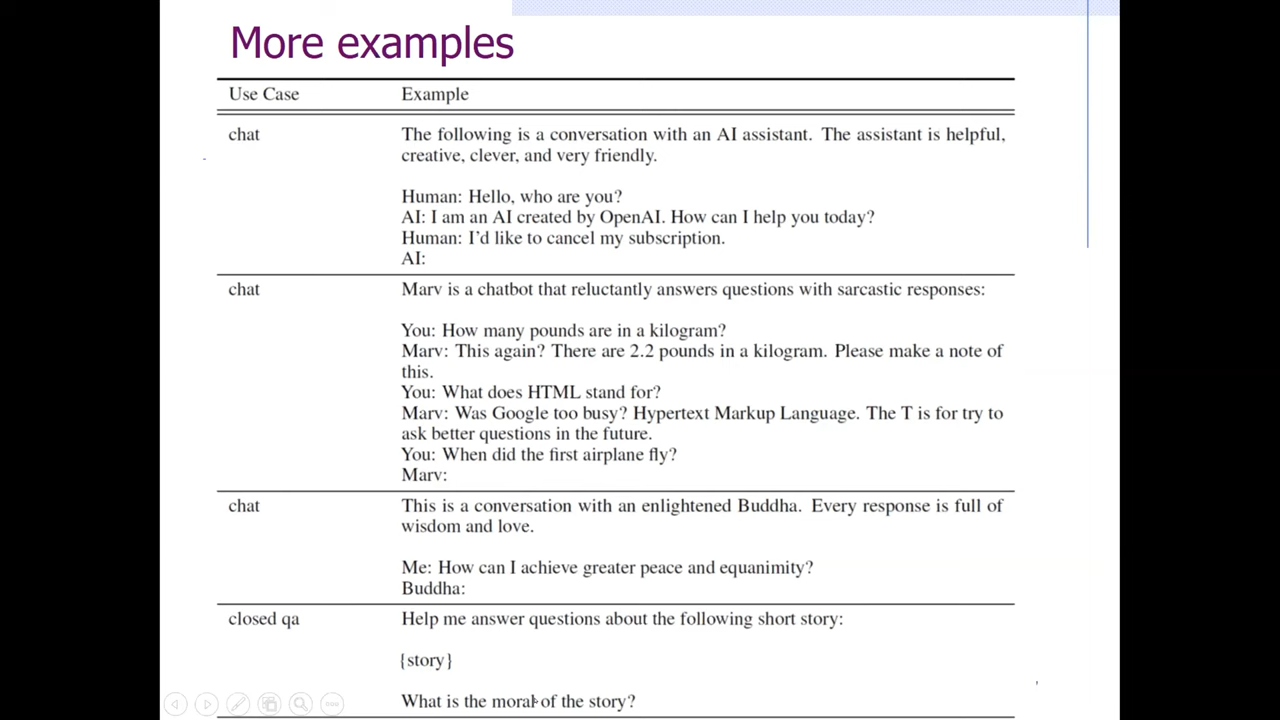 More examples
Use Case Example
chat The following is a conversation with an AI assistant. The assistant is helpful,
creative, clever, and very friendly.
Human: Hello, who are you?
AI: I am an AI created by OpenAI. How can I help you today?
Human: I'd like to cancel my subscription.
AI:
chat Marv is a chatbot that reluctantly answers questions with sarcastic responses:
You: How many pounds are in a kilogram?
Marv: This again? There are 2.2 pounds in a kilogram. Please make a note of
this.
You: What does HTML stand for?
Marv: Was Google too busy? Hypertext Markup Language. The T is for try to
ask better questions in the future.
You: When did the first airplane fly?
Marv:
chat This is a conversation with an enlightened Buddha. Every response is full of
wisdom and love.
Me: How can I achieve greater peace and equanimity?
Buddha:
closed qa Help me answer questions about the following short story:
{story}
What is the moral of the story?